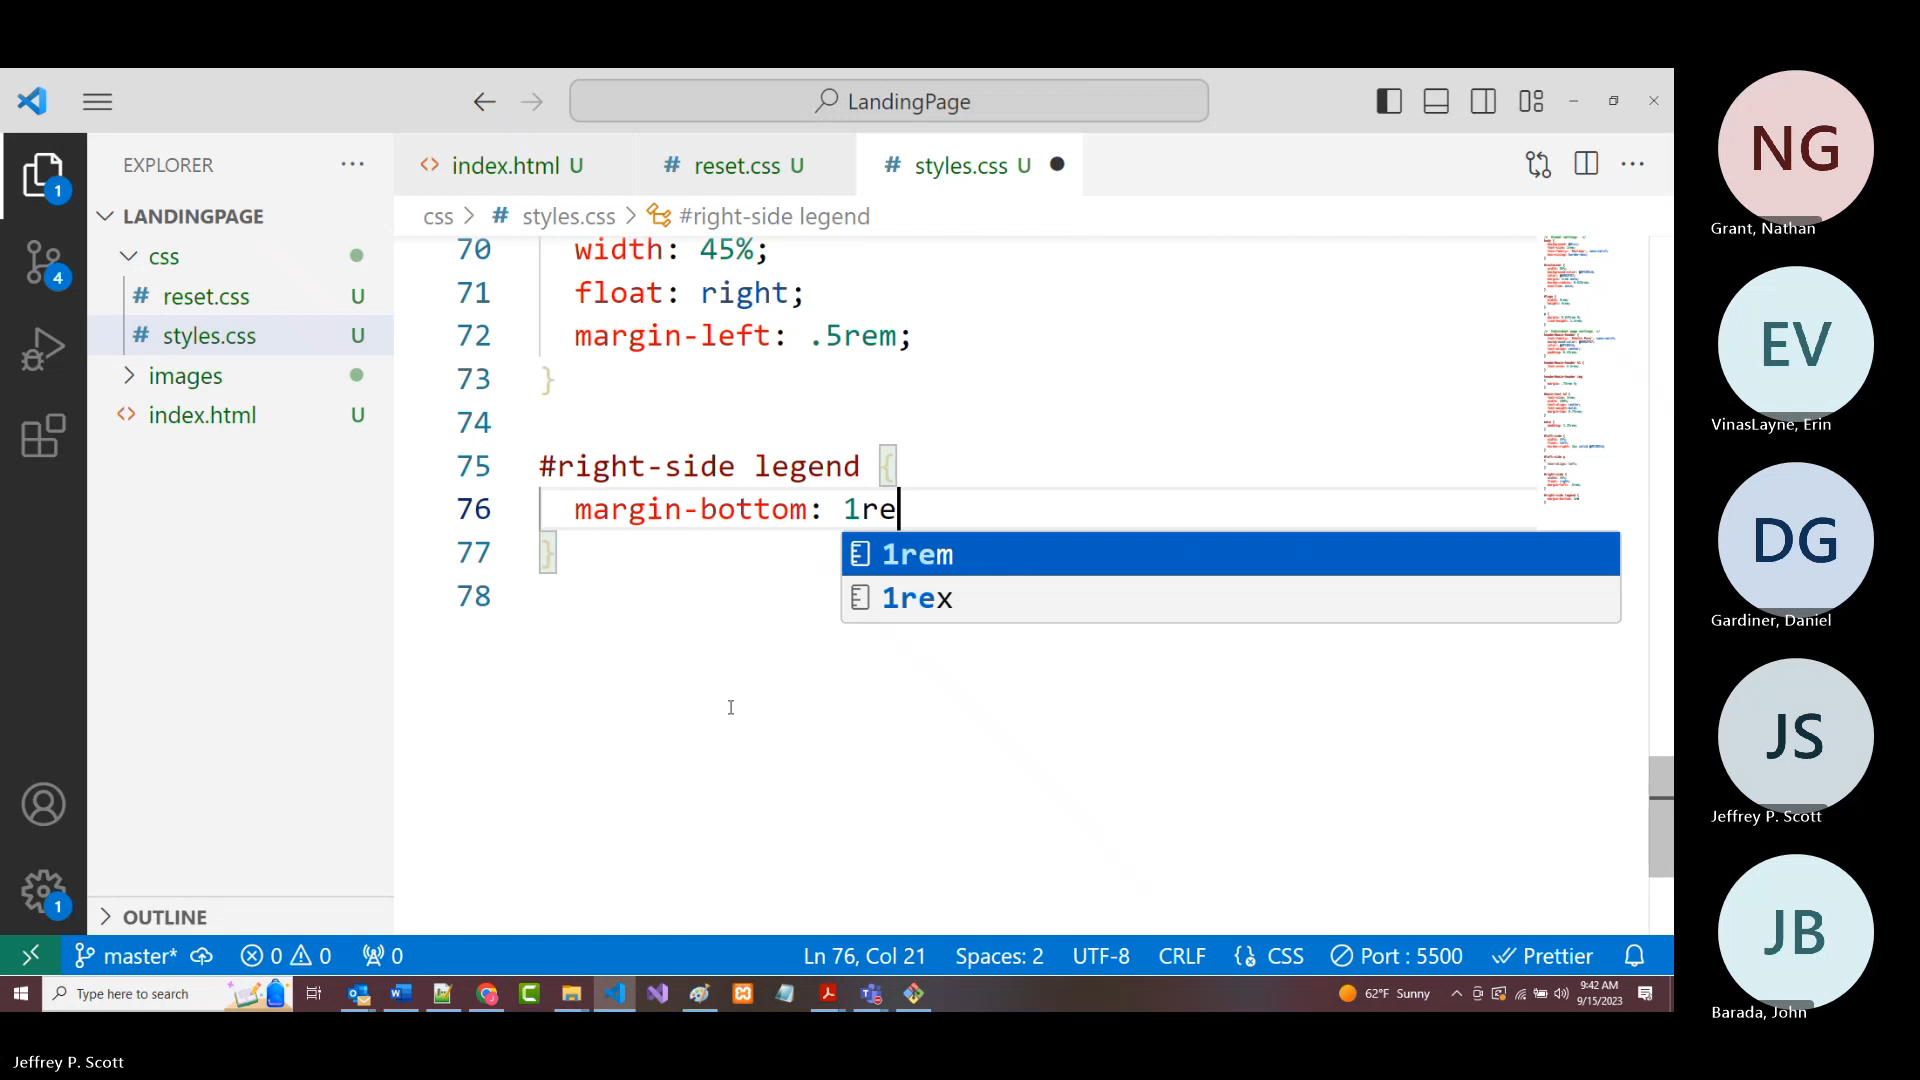 LandingPage
EXPLORER
index.html U
reset.css U
styles.css U
LANDINGPAGE
css > # styles.css > #right-side legend
css
# reset.css U
# styles.css U
images
index.html U
70 width: 45%;
71 float: right;
72 margin-left: .5rem;
73 }
74
75 #right-side legend {
76 margin-bottom: 1re
77 }
78
1rem
1rex
1
4
1
OUTLINE
master* 0 0 0
Ln 76, Col 21 Spaces: 2 UTF-8 CRLF CSS Port : 5500 Prettier
Type here to search
62°F Sunny
9:42 AM
9/15/2023
NG
Grant, Nathan
EV
VinasLayne, Erin
DG
Gardiner, Daniel
JS
Jeffrey P. Scott
JB
Barada, John
Jeffrey P. Scott